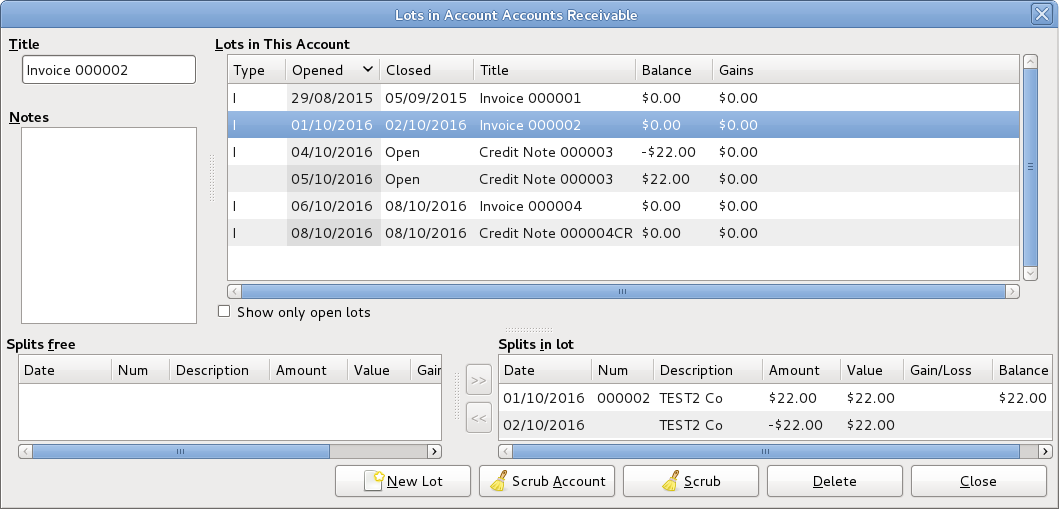 Lots in Account Accounts Receivable
Title
Invoice 000002
Notes
Lots in This Account
Type Opened Closed Title Balance Gains
I 29/08/2015 05/09/2015 Invoice 000001 $0.00 $0.00
I 01/10/2016 02/10/2016 Invoice 000002 $0.00 $0.00
I 04/10/2016 Open Credit Note 000003 -$22.00 $0.00
05/10/2016 Open Credit Note 000003 $22.00 $0.00
I 06/10/2016 08/10/2016 Invoice 000004 $0.00 $0.00
I 08/10/2016 08/10/2016 Credit Note 000004CR $0.00 $0.00
Show only open lots
Splits free
Date Num Description Amount Value Gain
>>
<<
Splits in lot
Date Num Description Amount Value Gain/Loss Balance
01/10/2016 000002 TEST2 Co $22.00 $22.00 $22.00
02/10/2016 TEST2 Co -$22.00 $22.00
New Lot Scrub Account Scrub Delete Close